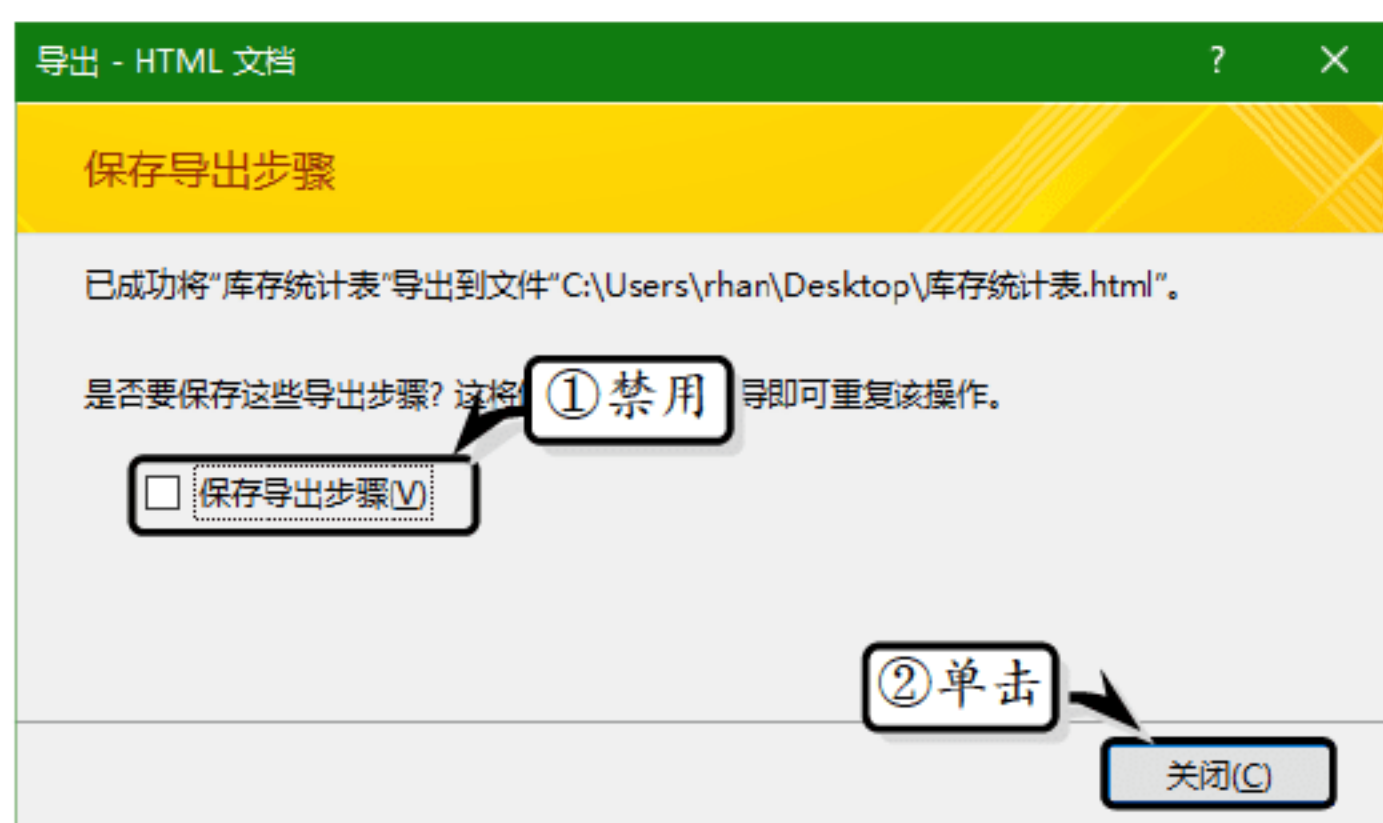 导出 - HTML 文档 ? ×
保存导出步骤
已成功将“库存统计表”导出到文件“C:\Users\rhan\Desktop\库存统计表.html”。
是否要保存这些导出步骤? 这将 ①禁用 导即可重复该操作。
保存导出步骤(V)
②单击
关闭(C)